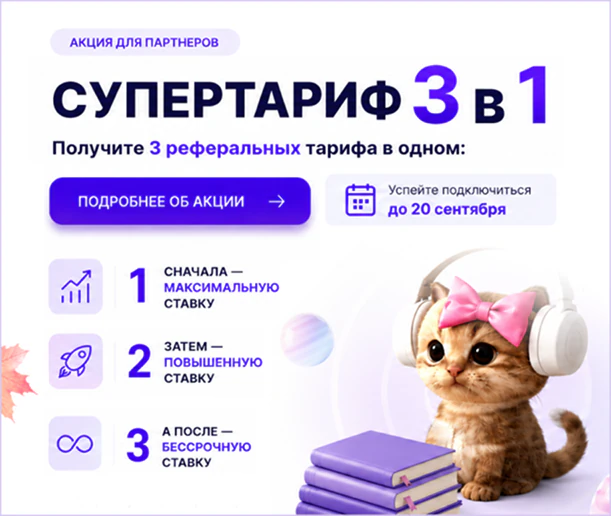 АКЦИЯ ДЛЯ ПАРТНЕРОВ
СУПЕРТАРИФ 3 в 1
Получите 3 реферальных тарифа в одном:
ПОДРОБНЕЕ ОБ АКЦИИ →
Успейте подключиться
до 20 сентября
1 СНАЧАЛА —
МАКСИМАЛЬНУЮ
СТАВКУ
2 ЗАТЕМ —
ПОВЫШЕННУЮ
СТАВКУ
3 А ПОСЛЕ —
БЕССРОЧНУЮ
СТАВКУ